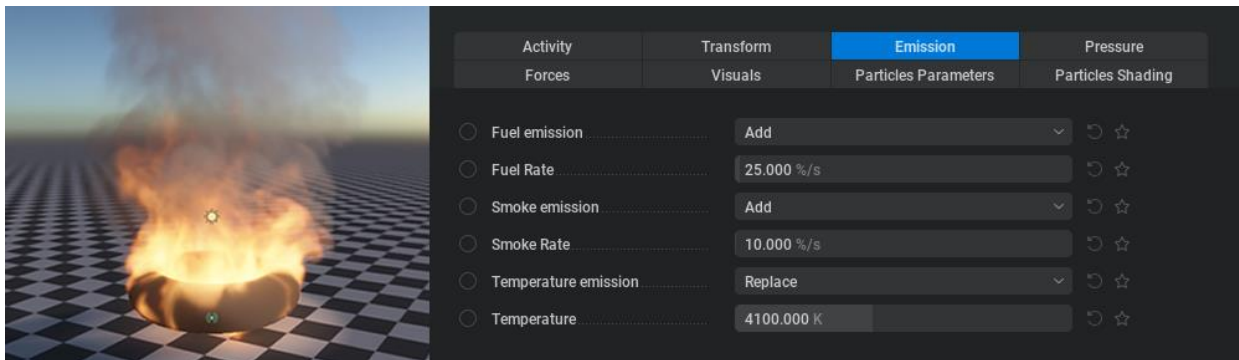 Activity Transform Emission Pressure
Forces Visuals Particles Parameters Particles Shading
Fuel emission Add
Fuel Rate 25.000 %/s
Smoke emission Add
Smoke Rate 10.000 %/s
Temperature emission Replace
Temperature 4100.000 K